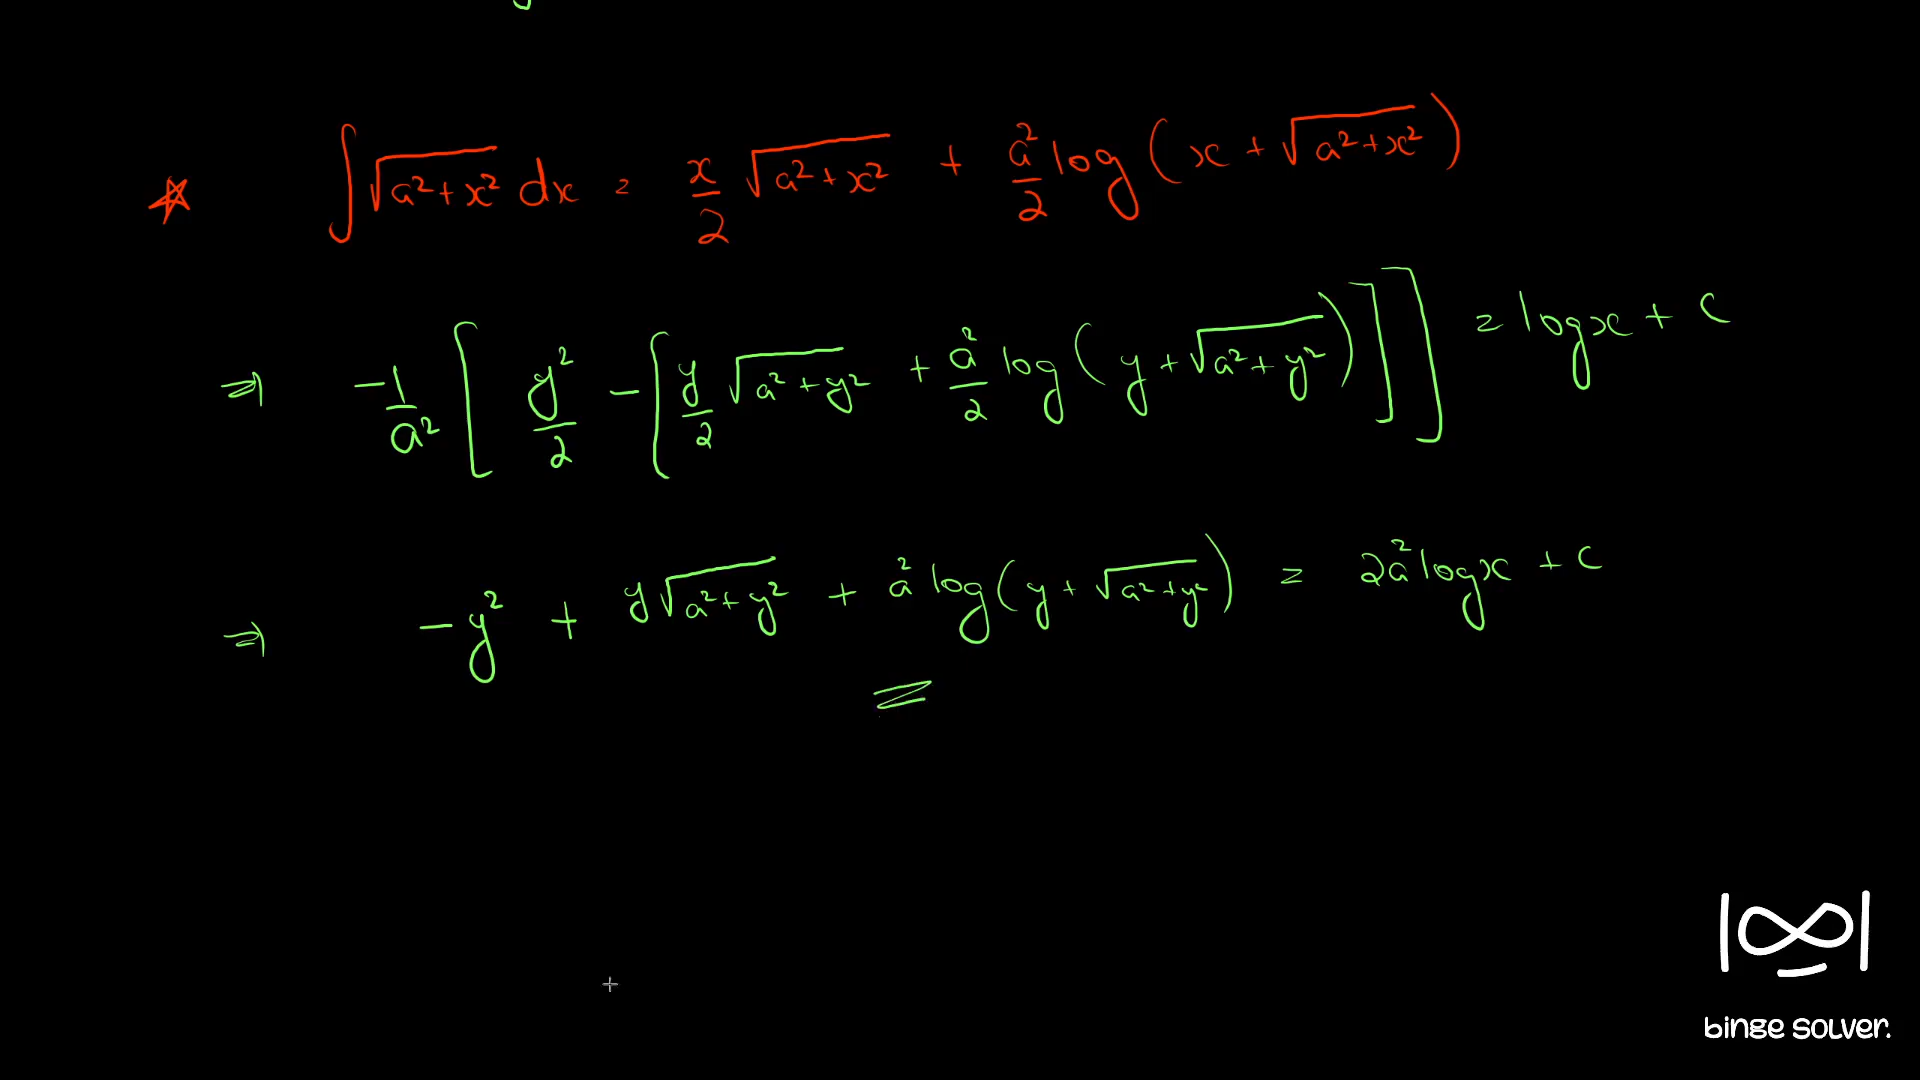 ∫√(a²+x²) dx = x/2 √(a²+x²) + a²/2 log(x + √(a²+x²))
⇒ -1/a² [ y²/2 - [ y/2 √(a²+y²) + a²/2 log(y + √(a²+y²)) ] ] = log x + c
⇒ -y² + y√(a²+y²) + a² log(y + √(a²+y²)) = 2a² log x + c
binge solver.